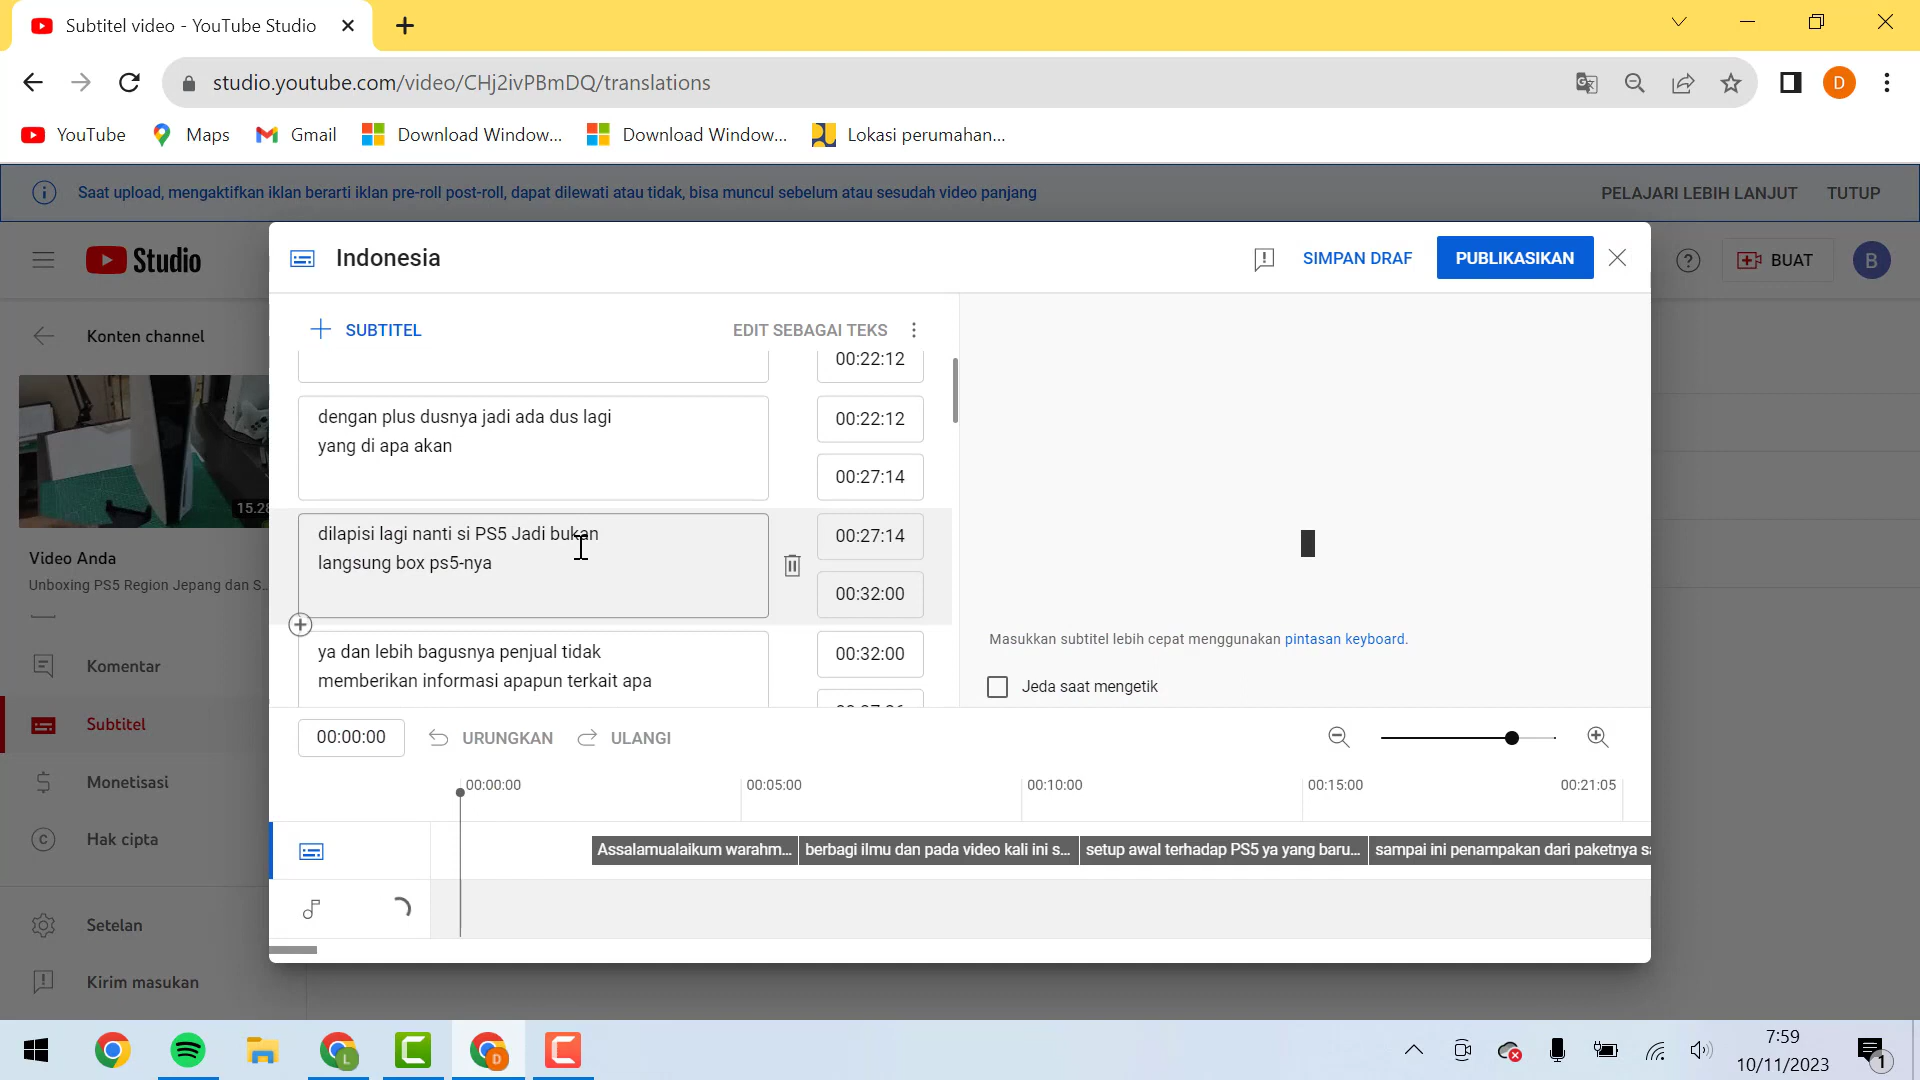 Subtitel video - YouTube Studio
studio.youtube.com/video/CHj2ivPBmDQ/translations
D
YouTube
Maps
Gmail
Download Window...
Download Window...
Lokasi perumahan...
Saat upload, mengaktifkan iklan berarti iklan pre-roll post-roll, dapat dilewati atau tidak, bisa muncul sebelum atau sesudah video panjang
PELAJARI LEBIH LANJUT
TUTUP
Studio
BUAT
B
Konten channel
15.28
Video Anda
Unboxing PS5 Region Jepang dan S...
Komentar
Subtitel
Monetisasi
Hak cipta
Setelan
Kirim masukan
Indonesia
SIMPAN DRAF
PUBLIKASIKAN
SUBTITEL
EDIT SEBAGAI TEKS
00:22:12
dengan plus dusnya jadi ada dus lagi
yang di apa akan
00:22:12
00:27:14
dilapisi lagi nanti si PS5 Jadi bukan
langsung box ps5-nya
00:27:14
00:32:00
ya dan lebih bagusnya penjual tidak
memberikan informasi apapun terkait apa
00:32:00
Masukkan subtitel lebih cepat menggunakan pintasan keyboard.
Jeda saat mengetik
00:00:00
URUNGKAN
ULANGI
00:00:00
00:05:00
00:10:00
00:15:00
00:21:05
Assalamualaikum warahm...
berbagi ilmu dan pada video kali ini s...
setup awal terhadap PS5 ya yang baru...
sampai ini penampakan dari paketnya sa
L
D
7:59
10/11/2023
1